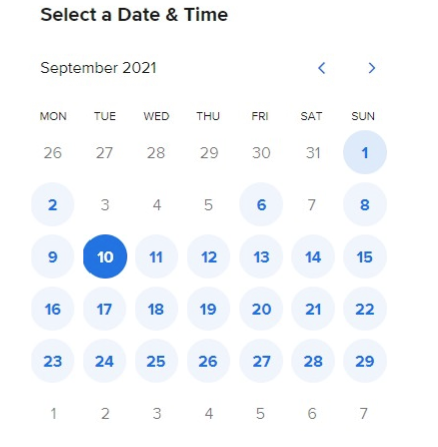 Select a Date & Time
September 2021
MON TUE WED THU FRI SAT SUN
26 27 28 29 30 31 1
2 3 4 5 6 7 8
9 10 11 12 13 14 15
16 17 18 19 20 21 22
23 24 25 26 27 28 29
1 2 3 4 5 6 7